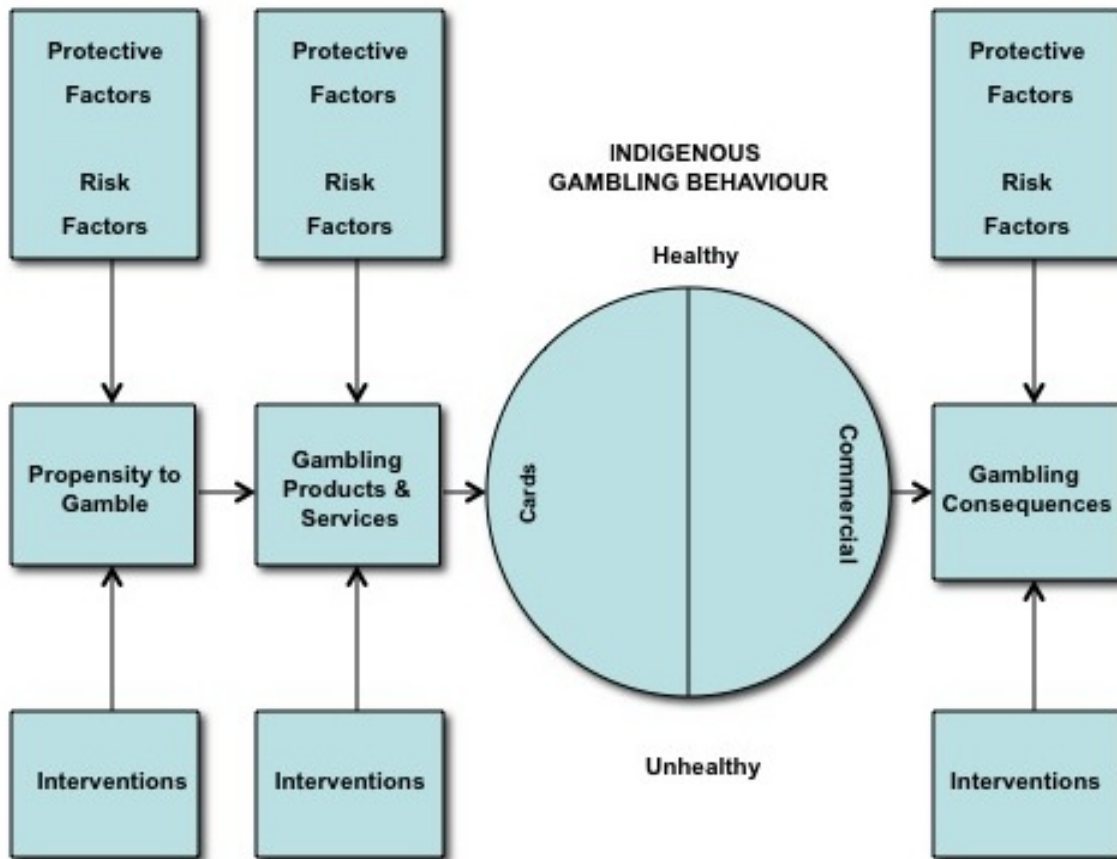 Protective
Factors
Risk
Factors
Protective
Factors
Risk
Factors
INDIGENOUS
GAMBLING BEHAVIOUR
Healthy
Protective
Factors
Risk
Factors
Propensity to
Gamble
Gambling
Products &
Services
Cards
Commercial
Gambling
Consequences
Interventions
Interventions
Unhealthy
Interventions